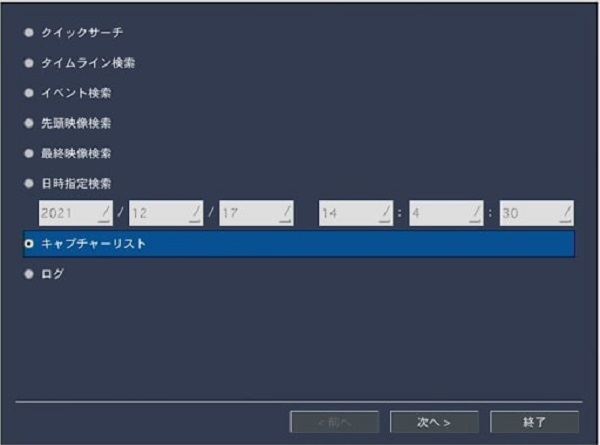 クイックサーチ
タイムライン検索
イベント検索
先頭映像検索
最終映像検索
日時指定検索
2021 / 12 / 17 14 : 4 : 30
キャプチャーリスト
ログ
<前へ 次へ> 終了